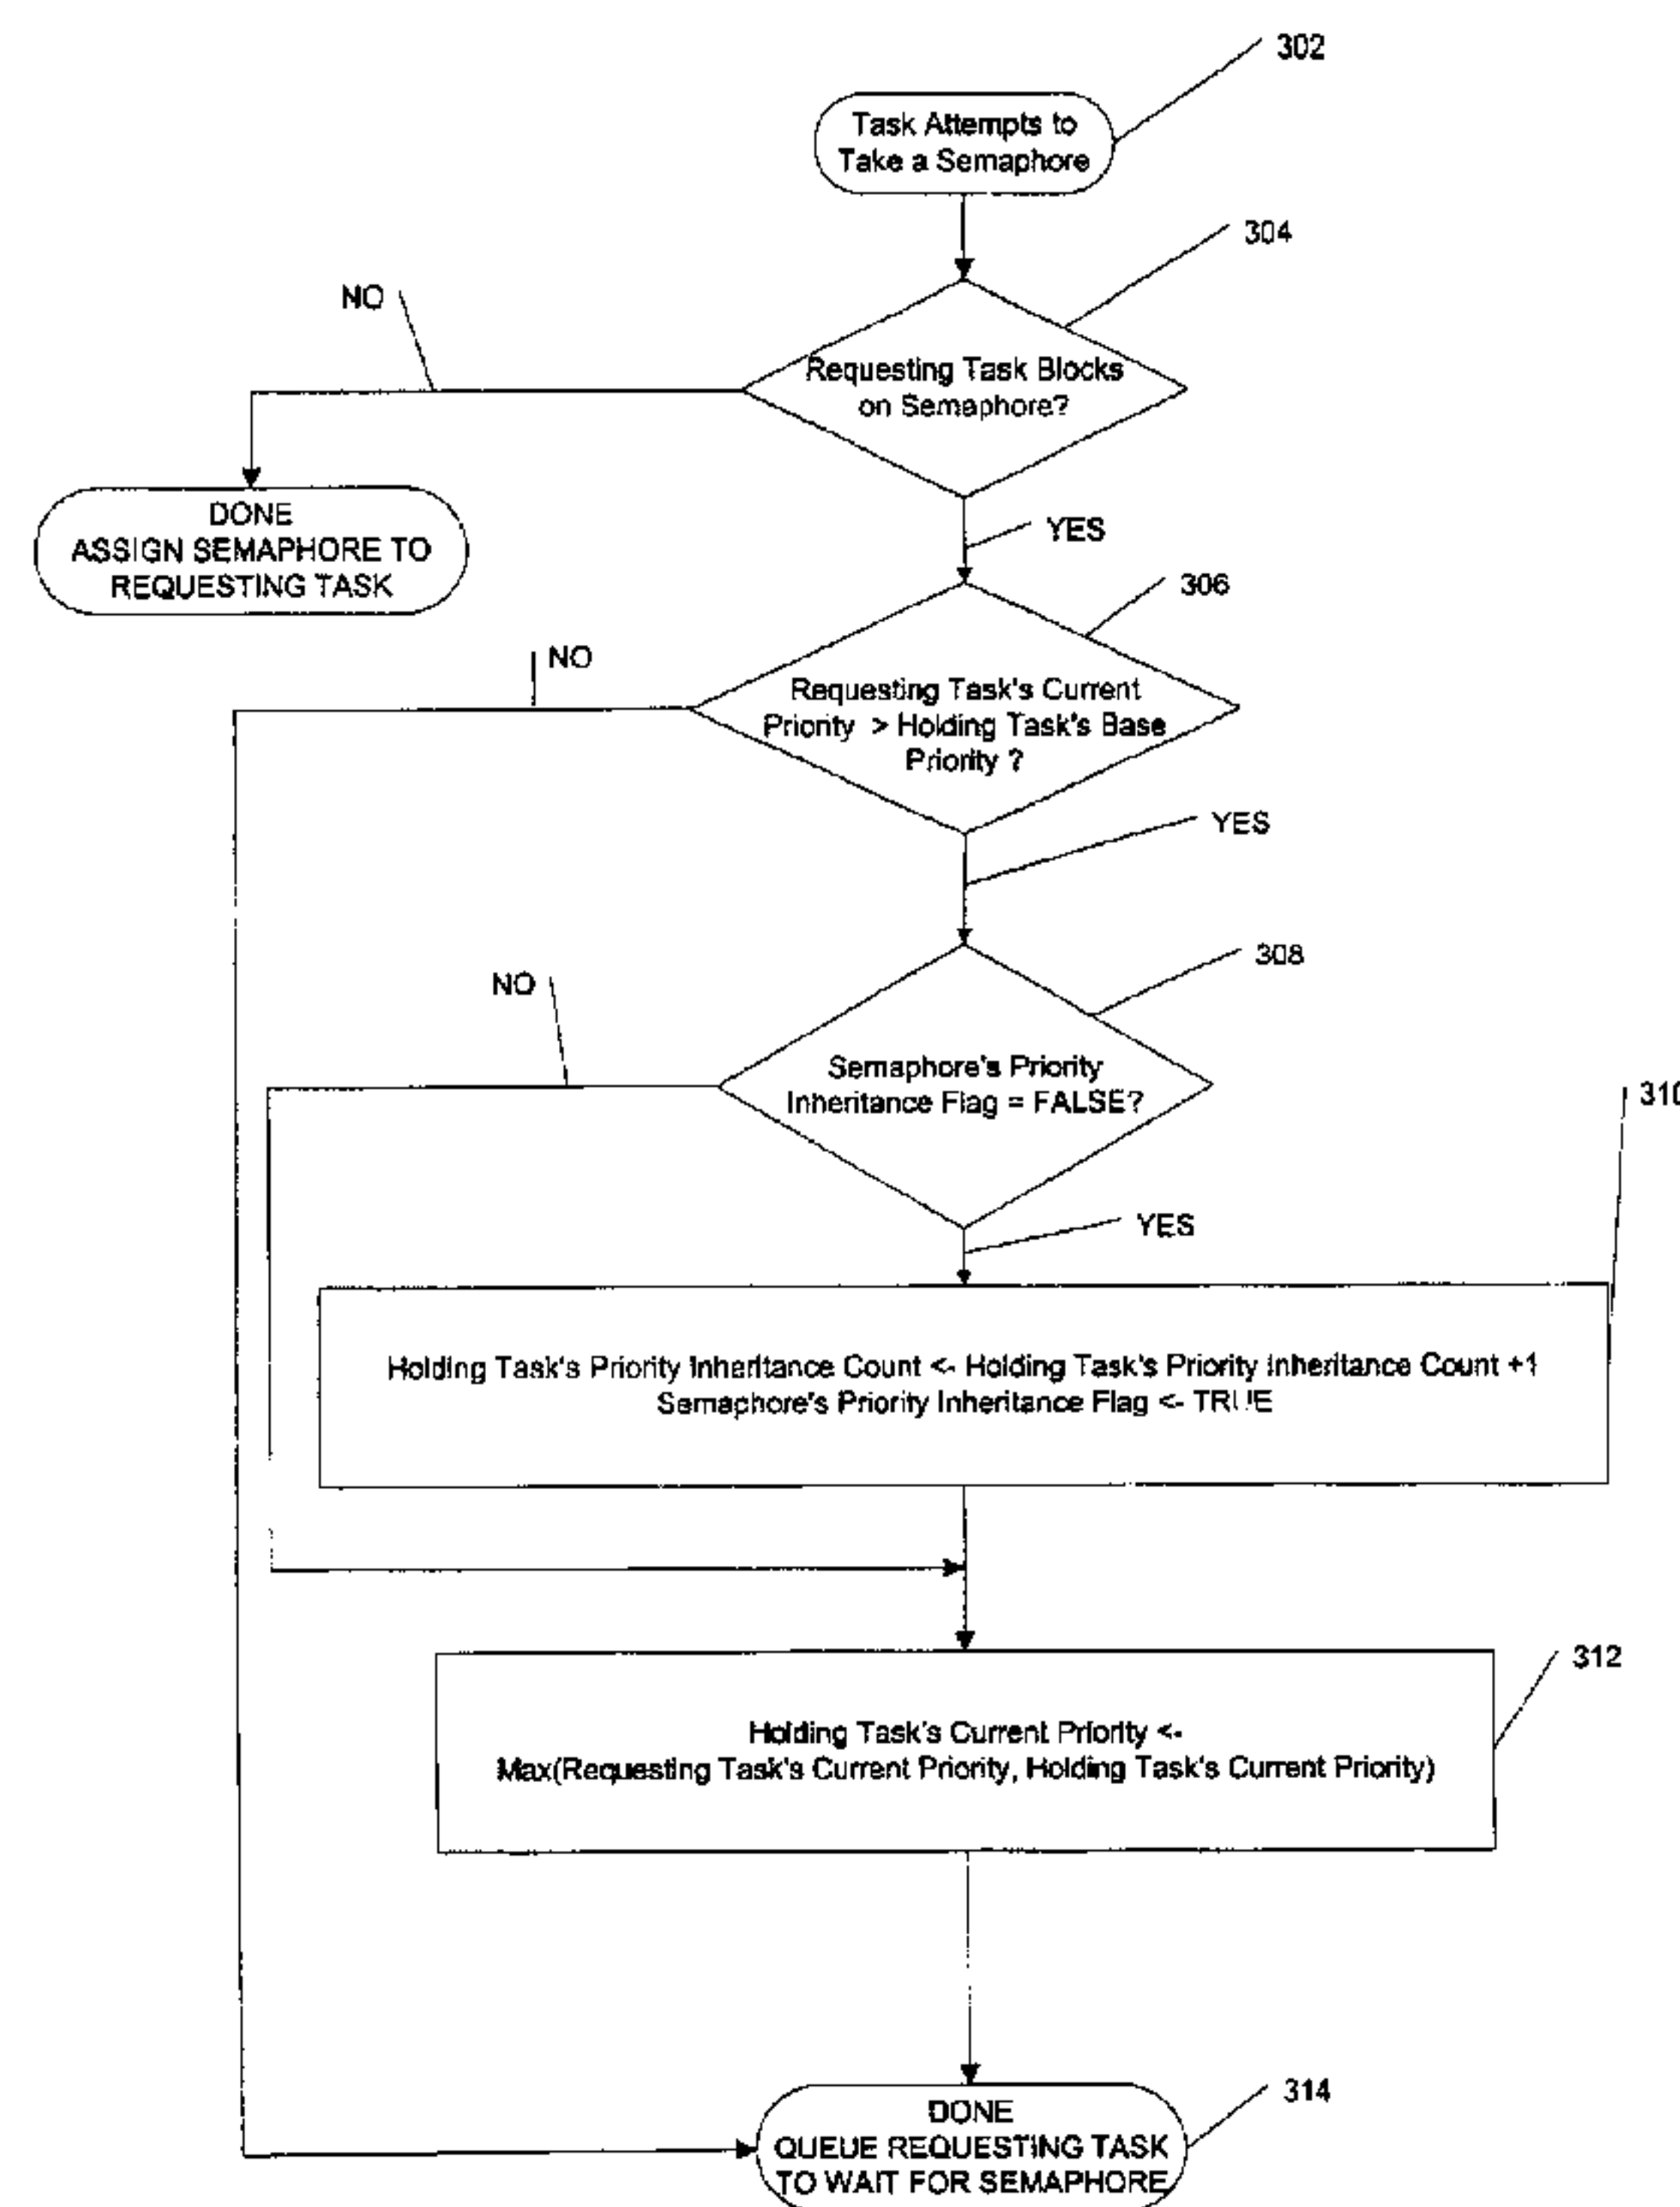 302
Task Attempts to
Take a Semaphore
304
NO
Requesting Task Blocks
on Semaphore?
DONE
ASSIGN SEMAPHORE TO
REQUESTING TASK
YES
306
NO
Requesting Task's Current
Priority > Holding Task's Base
Priority ?
YES
308
NO
Semaphore's Priority
Inheritance Flag = FALSE?
310
YES
Holding Task's Priority Inheritance Count <- Holding Task's Priority Inheritance Count +1
Semaphore's Priority Inheritance Flag <- TRUE
312
Holding Task's Current Priority <-
Max(Requesting Task's Current Priority, Holding Task's Current Priority)
314
DONE
QUEUE REQUESTING TASK
TO WAIT FOR SEMAPHORE